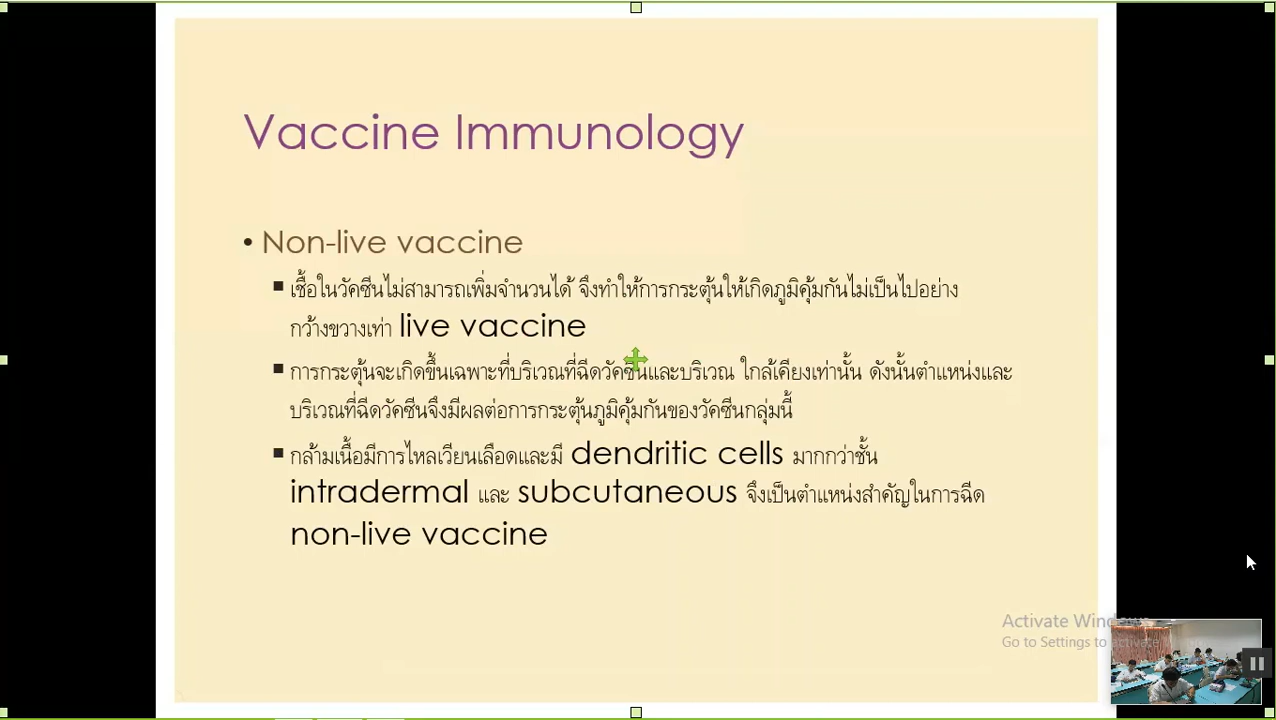 Vaccine Immunology
• Non-live vaccine
▪ เชื้อในวัคซีนไม่สามารถเพิ่มจำนวนได้ จึงทำให้การกระตุ้นให้เกิดภูมิคุ้มกันไม่เป็นไปอย่าง
กว้างขวางเท่า live vaccine
▪ การกระตุ้นจะเกิดขึ้นเฉพาะที่บริเวณที่ฉีดวัคซีนและบริเวณ ใกล้เคียงเท่านั้น ดังนั้นตำแหน่งและ
บริเวณที่ฉีดวัคซีนจึงมีผลต่อการกระตุ้นภูมิคุ้มกันของวัคซีนกลุ่มนี้
▪ กล้ามเนื้อมีการไหลเวียนเลือดและมี dendritic cells มากกว่าชั้น
intradermal และ subcutaneous จึงเป็นตำแหน่งสำคัญในการฉีด
non-live vaccine
Activate Windows
Go to Settings to activate